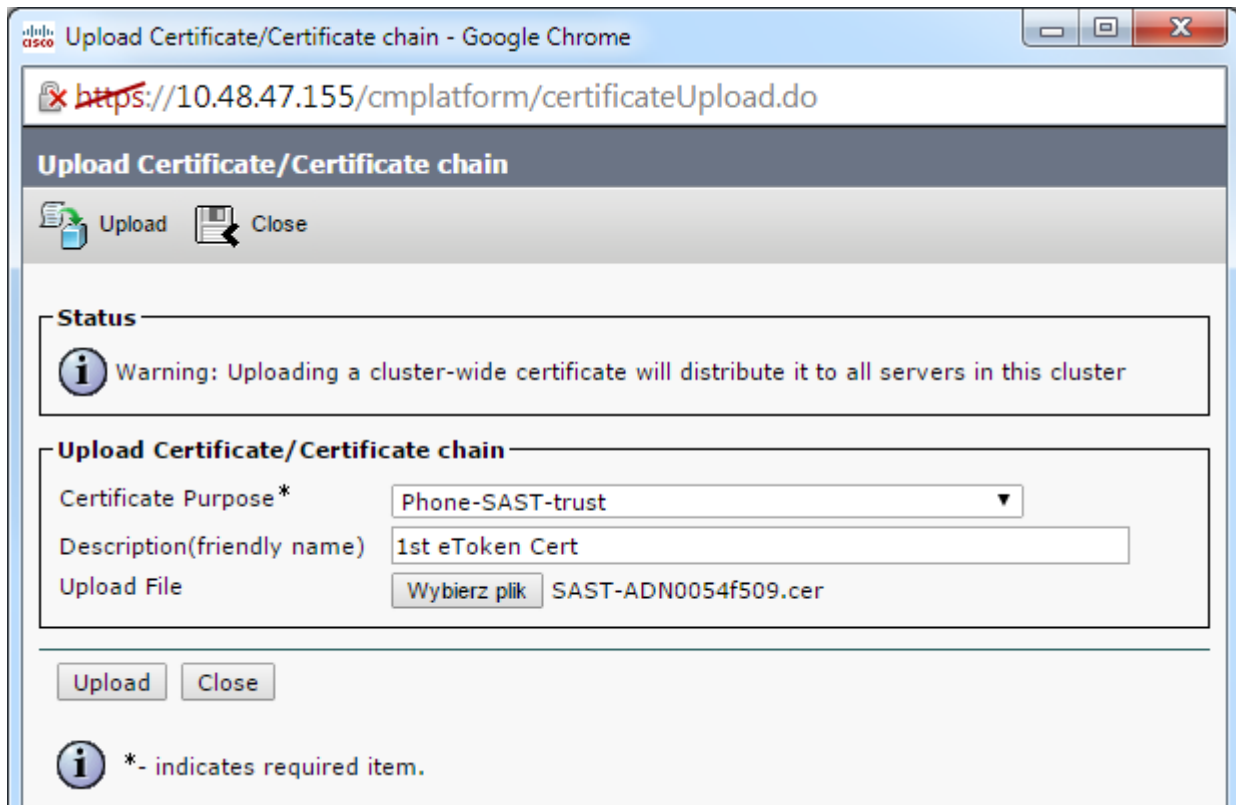 cisco Upload Certificate/Certificate chain - Google Chrome
https://10.48.47.155/cmplatform/certificateUpload.do
Upload Certificate/Certificate chain
Upload Close
Status
Warning: Uploading a cluster-wide certificate will distribute it to all servers in this cluster
Upload Certificate/Certificate chain
Certificate Purpose* Phone-SAST-trust
Description(friendly name) 1st eToken Cert
Upload File Wybierz plik SAST-ADN0054f509.cer
Upload Close
*- indicates required item.